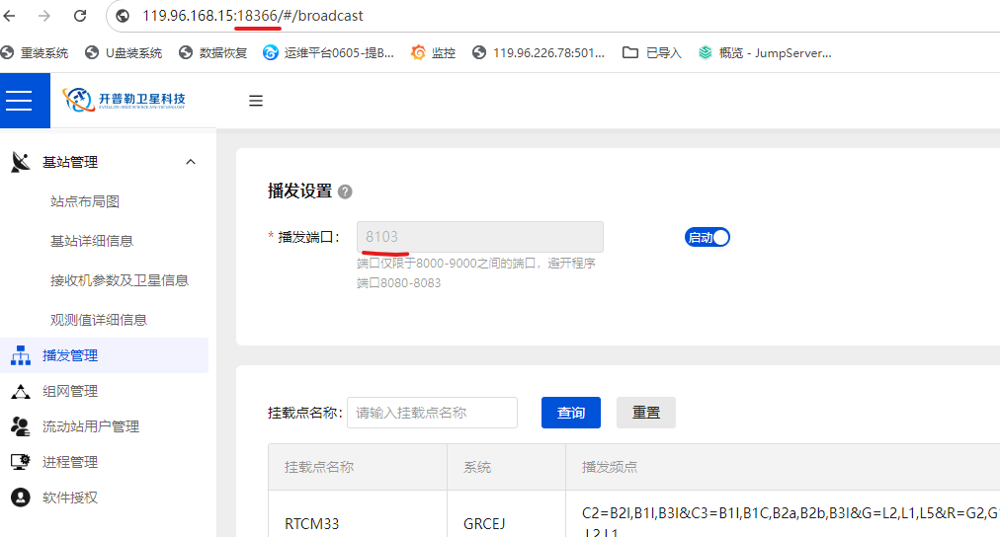 119.96.168.15:18366/#/broadcast
重装系统 U盘装系统 数据恢复 运维平台0605-提B... 监控 119.96.226.78:501... 已导入 概览 - JumpServer...
开普勒卫星科技
基站管理
站点布局图
基站详细信息
接收机参数及卫星信息
观测值详细信息
播发管理
组网管理
流动站用户管理
进程管理
软件授权
播发设置 ?
* 播发端口： 8103 启动
端口仅限于8000-9000之间的端口，避开程序
端口8080-8083
挂载点名称： 请输入挂载点名称 查询 重置
挂载点名称 系统 播发频点
RTCM33 GRCEJ C2=B2I,B1I,B3I&C3=B1I,B1C,B2a,B2b,B3I&G=L2,L1,L5&R=G2,G